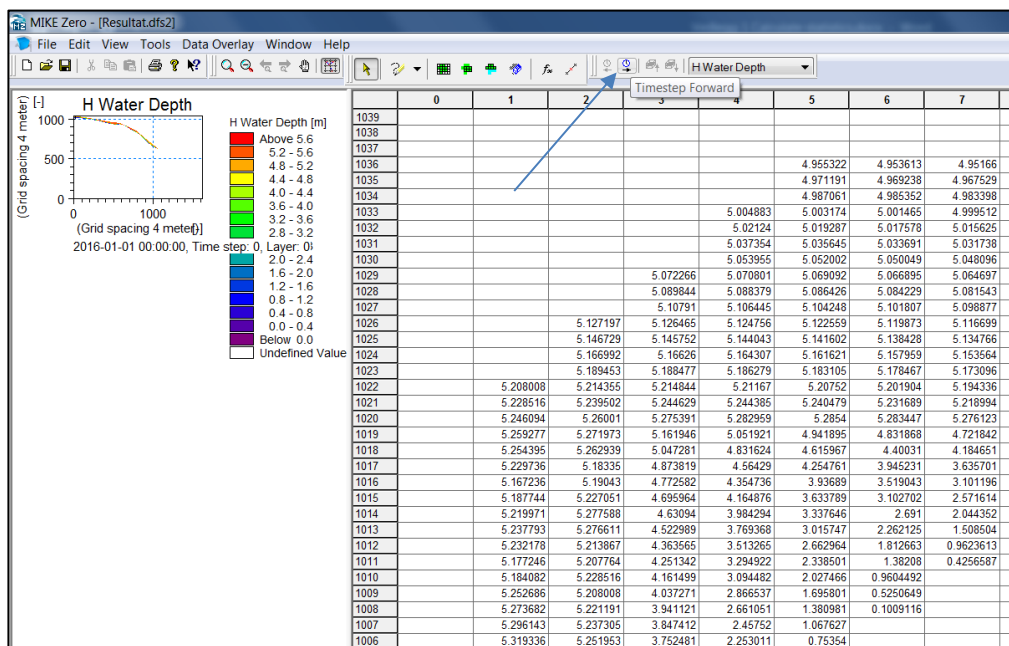 MIKE Zero - [Resultat.dfs2]
File Edit View Tools Data Overlay Window Help
H Water Depth
Timestep Forward
[-] H Water Depth
(Grid spacing 4 meter)
1000
500
0
0 1000
(Grid spacing 4 meter)
2016-01-01 00:00:00, Time step: 0, Layer: 0
H Water Depth [m]
Above 5.6
5.2 - 5.6
4.8 - 5.2
4.4 - 4.8
4.0 - 4.4
3.6 - 4.0
3.2 - 3.6
2.8 - 3.2
2.0 - 2.4
1.6 - 2.0
1.2 - 1.6
0.8 - 1.2
0.4 - 0.8
0.0 - 0.4
Below 0.0
Undefined Value
0 1 2 3 4 5 6 7
1039
1038
1037
1036 4.955322 4.953613 4.95166
1035 4.971191 4.969238 4.967529
1034 4.987061 4.985352 4.983398
1033 5.004883 5.003174 5.001465 4.999512
1032 5.02124 5.019287 5.017578 5.015625
1031 5.037354 5.035645 5.033691 5.031738
1030 5.053955 5.052002 5.050049 5.048096
1029 5.072266 5.070801 5.069092 5.066895 5.064697
1028 5.089844 5.088379 5.086426 5.084229 5.081543
1027 5.10791 5.106445 5.104248 5.101807 5.098877
1026 5.127197 5.126465 5.124756 5.122559 5.119873 5.116699
1025 5.146729 5.145752 5.144043 5.141602 5.138428 5.134766
1024 5.166992 5.16626 5.164307 5.161621 5.157959 5.153564
1023 5.189453 5.188477 5.186279 5.183105 5.178467 5.173096
1022 5.208008 5.214355 5.214844 5.21167 5.20752 5.201904 5.194336
1021 5.228516 5.239502 5.244629 5.244385 5.240479 5.231689 5.218994
1020 5.246094 5.26001 5.275391 5.282959 5.2854 5.283447 5.276123
1019 5.259277 5.271973 5.161946 5.051921 4.941895 4.831868 4.721842
1018 5.254395 5.262939 5.047281 4.831624 4.615967 4.40031 4.184651
1017 5.229736 5.18335 4.873819 4.56429 4.254761 3.945231 3.635701
1016 5.167236 5.19043 4.772582 4.354736 3.93689 3.519043 3.101196
1015 5.187744 5.227051 4.695964 4.164876 3.633789 3.102702 2.571614
1014 5.219971 5.277588 4.63094 3.984294 3.337646 2.691 2.044352
1013 5.237793 5.276611 4.522989 3.769368 3.015747 2.262125 1.508504
1012 5.232178 5.213867 4.363565 3.513265 2.662964 1.812663 0.9623613
1011 5.177246 5.207764 4.251342 3.294922 2.338501 1.38208 0.4256587
1010 5.184082 5.228516 4.161499 3.094482 2.027466 0.9604492
1009 5.252686 5.208008 4.037271 2.866537 1.695801 0.5250649
1008 5.273682 5.221191 3.941121 2.661051 1.380981 0.1009116
1007 5.296143 5.237305 3.847412 2.45752 1.067627
1006 5.319336 5.251953 3.752481 2.253011 0.75354